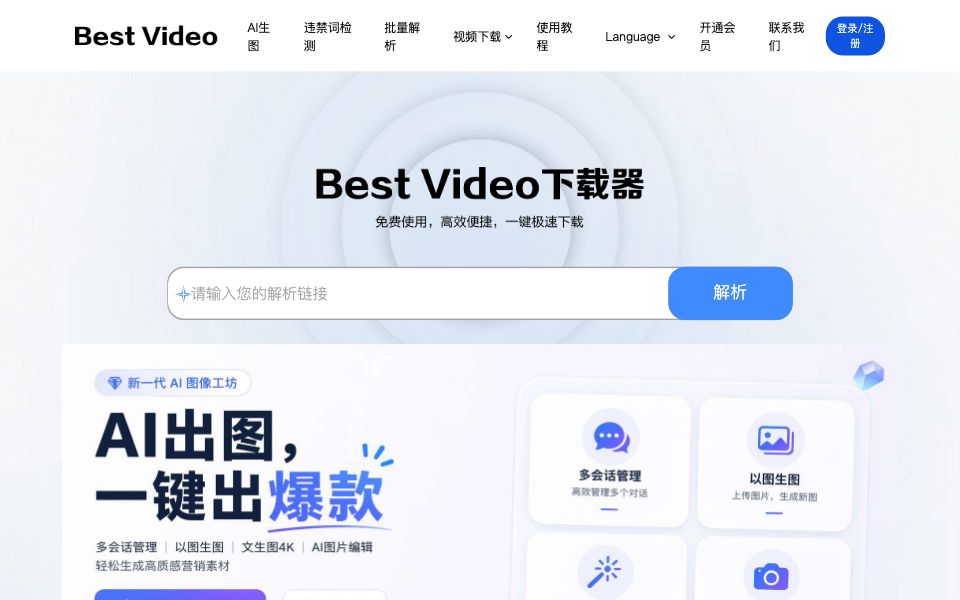 Best Video
AI生
图
违禁词检
测
批量解
析
视频下载
使用教
程
Language
开通会
员
联系我
们
登录/注
册
Best Video下载器
免费使用，高效便捷，一键极速下载
请输入您的解析链接
解析
新一代 AI 图像工坊
AI出图，
一键出爆款
多会话管理 | 以图生图 | 文生图4K | AI图片编辑
轻松生成高质感营销素材
多会话管理
高效管理多个对话
以图生图
上传图片，生成新图